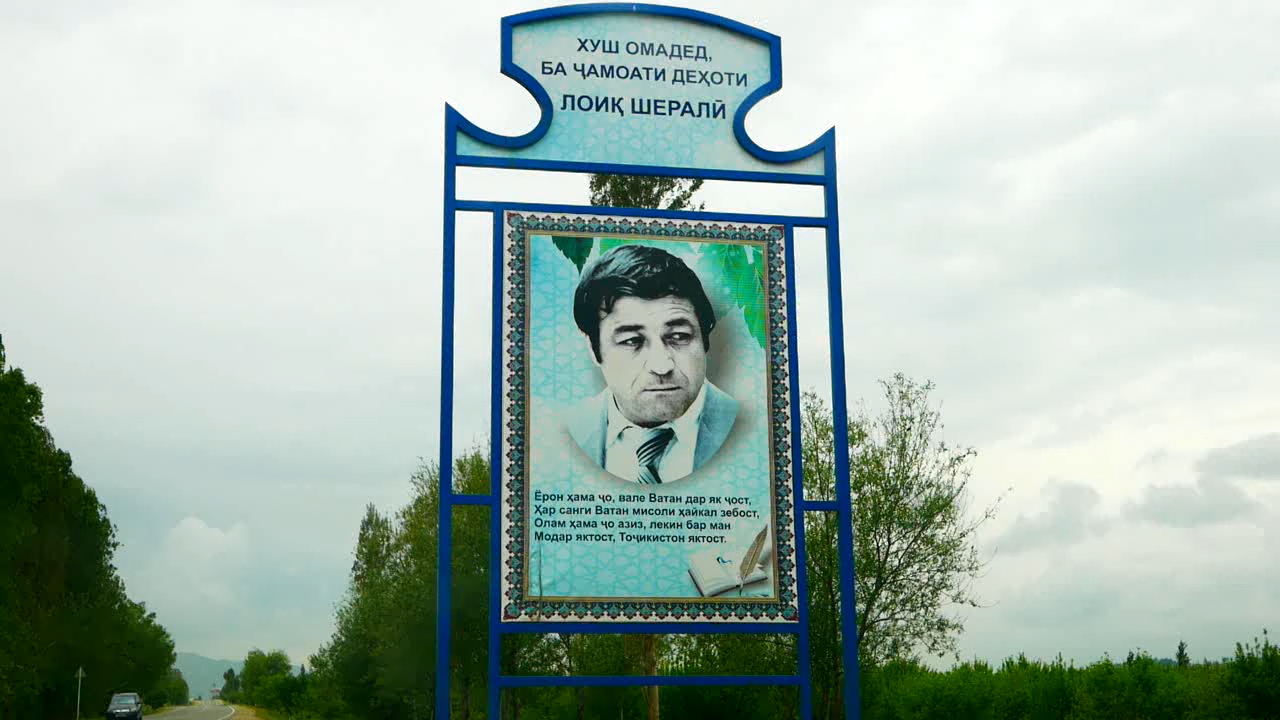 ХУШ ОМАДЕД,
БА ҶАМОАТИ ДЕҲОТИ
ЛОИҚ ШЕРАЛӢ
Ёрон ҳама ҷо, вале Ватан дар як ҷост,
Ҳар санги Ватан мисоли ҳайкал зебост,
Олам ҳама ҷо азиз, лекин бар ман
Модар яктост, Тоҷикистон яктост.